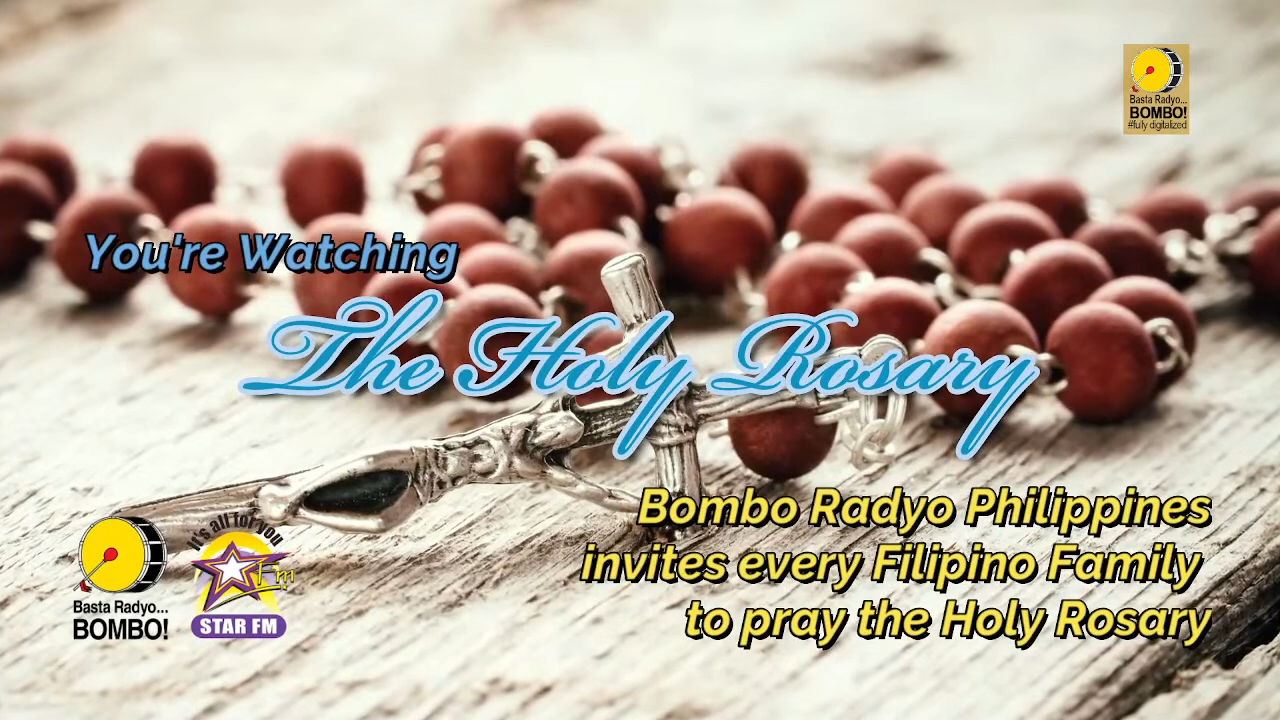 Basta Radyo...
BOMBO!
#fully digitalized
You're Watching
The Holy Rosary
Bombo Radyo Philippines
invites every Filipino Family
to pray the Holy Rosary
Basta Radyo...
BOMBO!
It's all for you
Fm
STAR FM